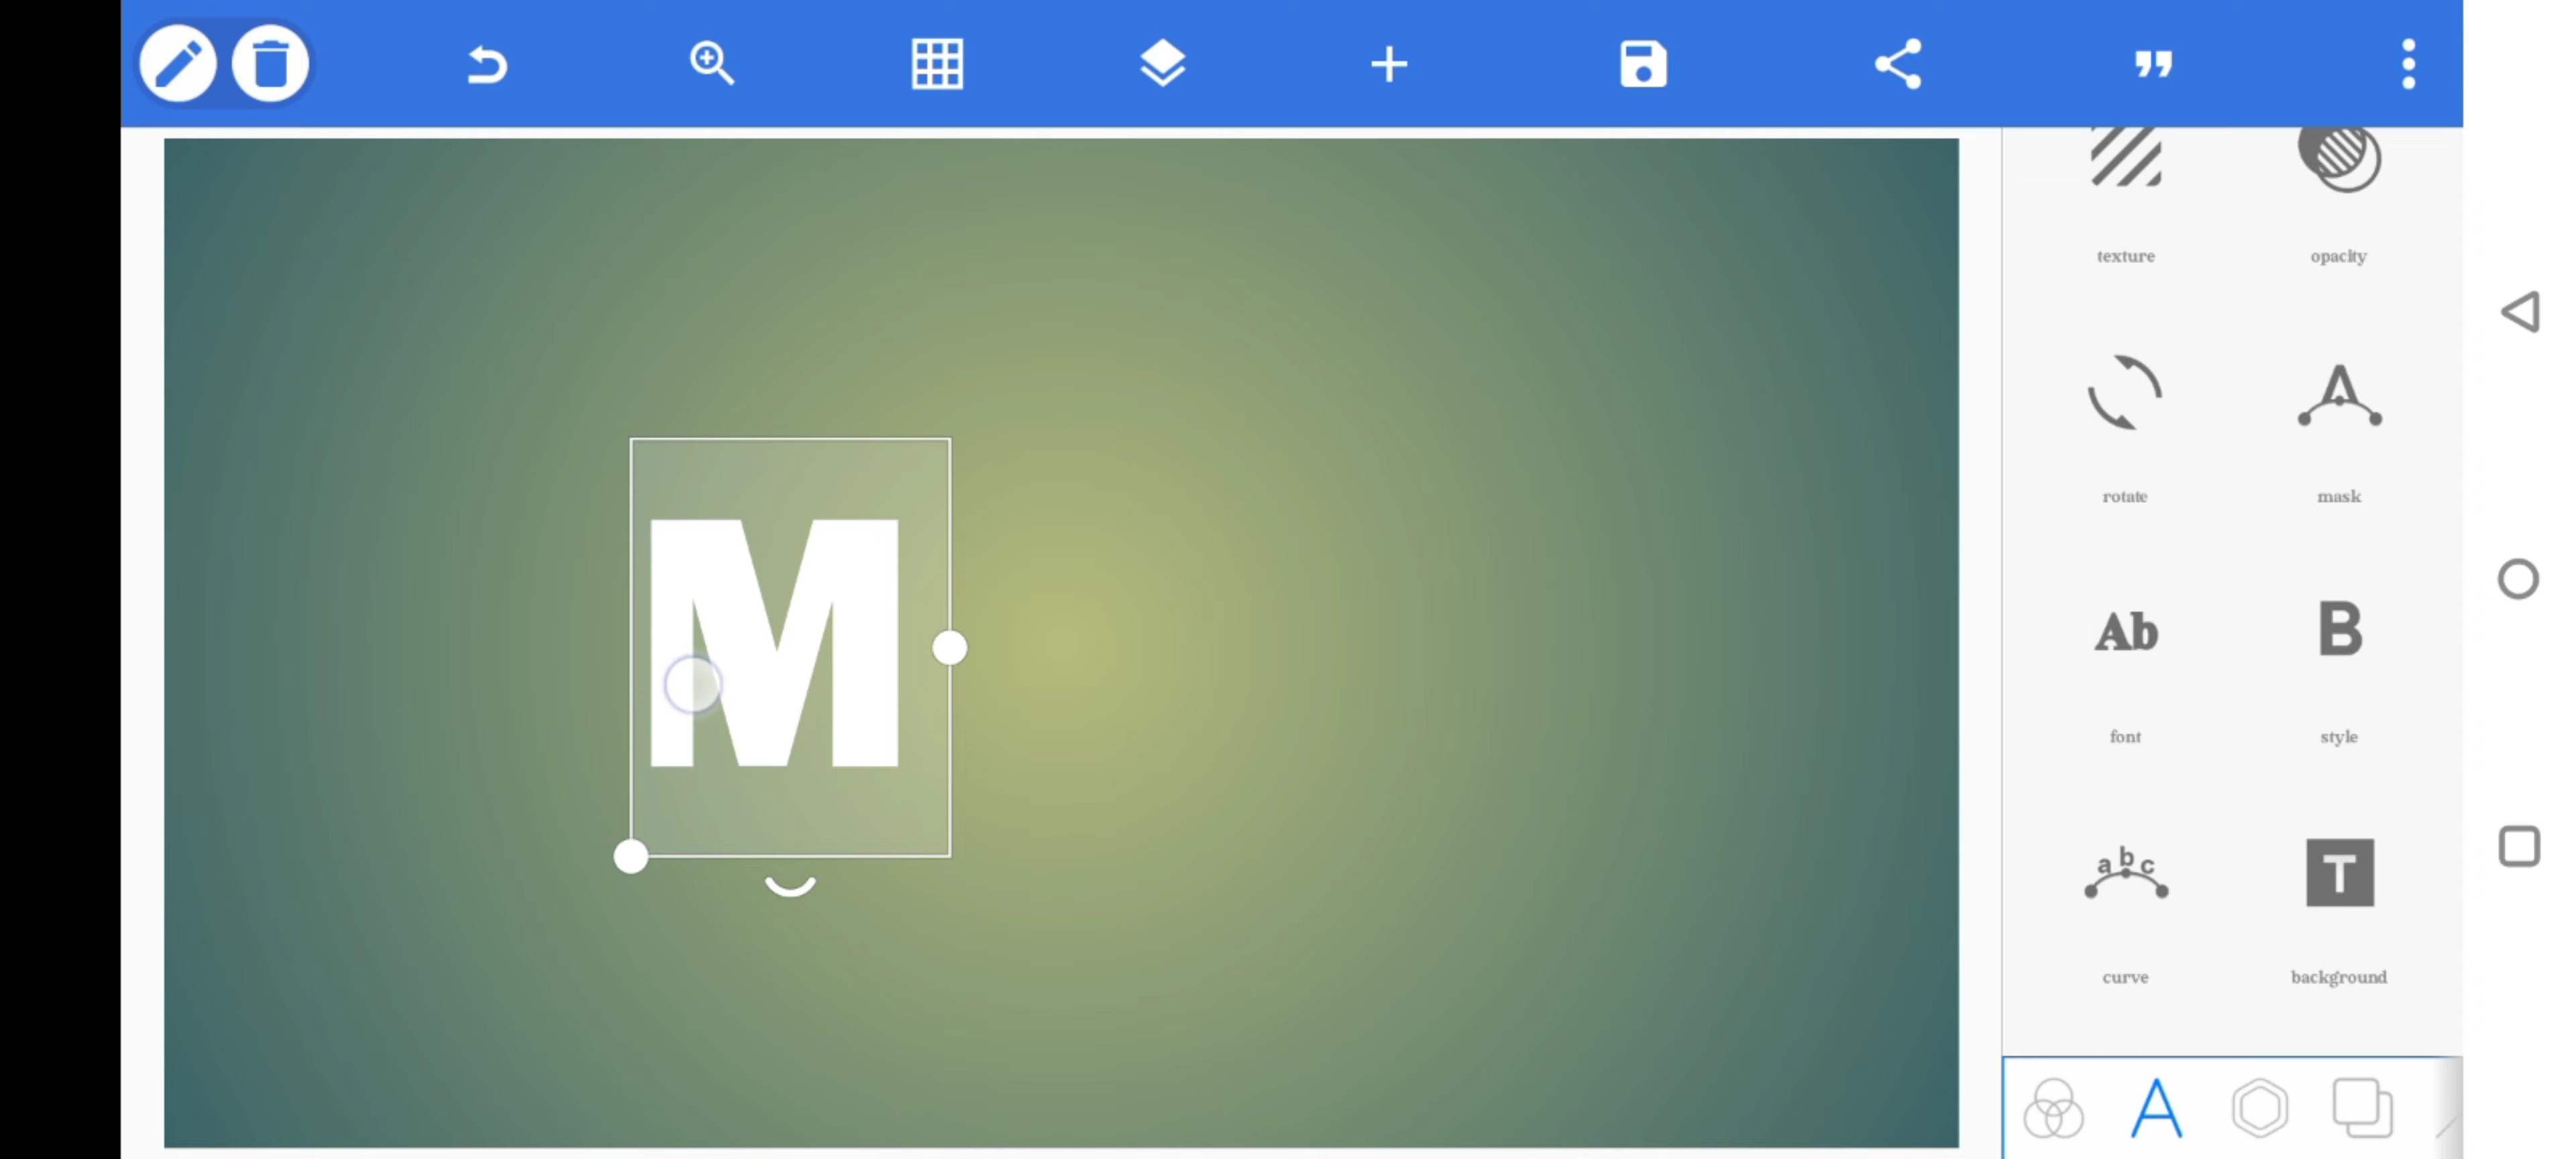 texture opacity
rotate mask
M
Ab B
font style
abc T
curve background
A